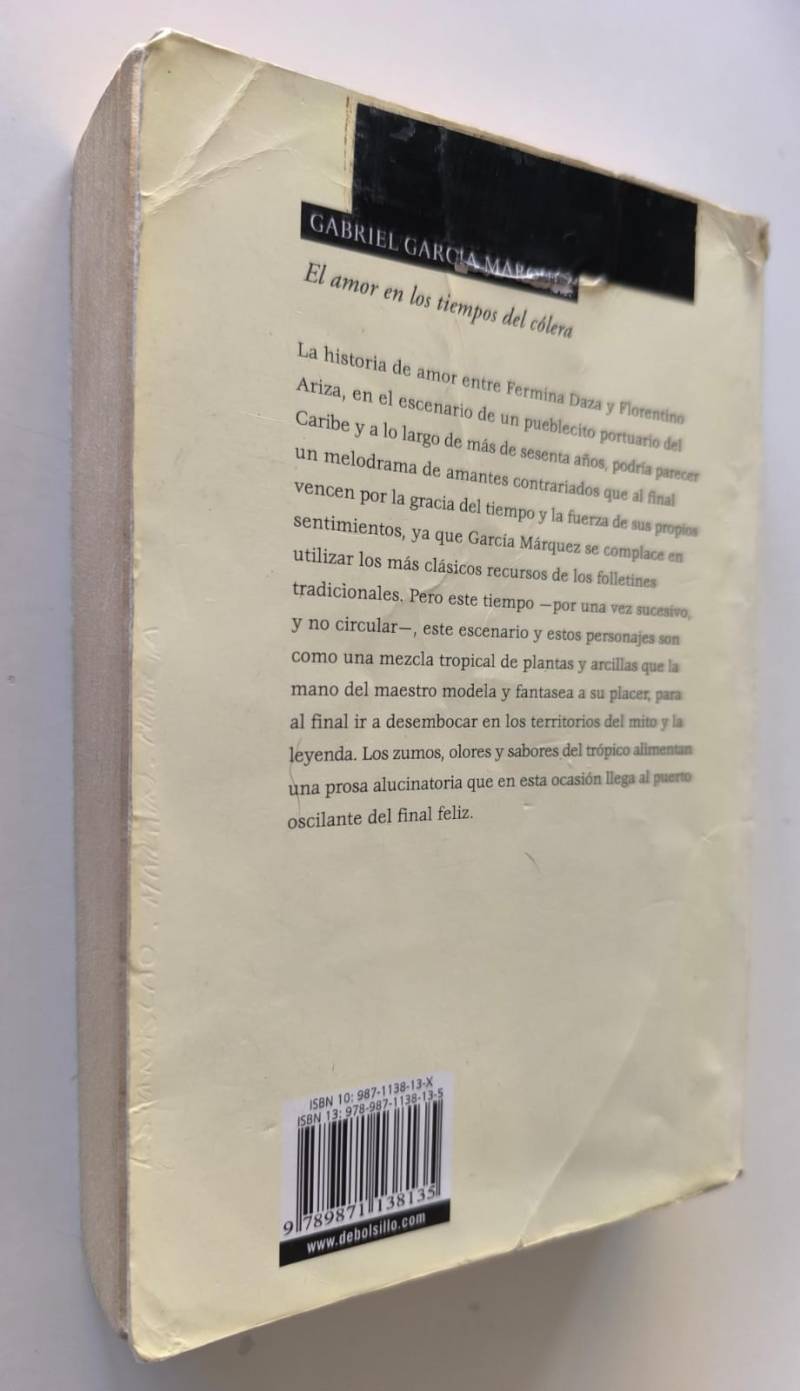 GABRIEL GARCÍA MÁRQUEZ
El amor en los tiempos del cólera
La historia de amor entre Fermina Daza y Florentino
Ariza, en el escenario de un pueblecito portuario del
Caribe y a lo largo de más de sesenta años, podría parecer
un melodrama de amantes contrariados que al final
vencen por la gracia del tiempo y la fuerza de sus propios
sentimientos, ya que García Márquez se complace en
utilizar los más clásicos recursos de los folletines
tradicionales. Pero este tiempo —por una vez sucesivo,
y no circular—, este escenario y estos personajes son
como una mezcla tropical de plantas y arcillas que la
mano del maestro modela y fantasea a su placer, para
al final ir a desembocar en los territorios del mito y la
leyenda. Los zumos, olores y sabores del trópico alimentan
una prosa alucinatoria que en esta ocasión llega al puerto
oscilante del final feliz.
ISBN 10: 987-1138-13-X
ISBN 13: 978-987-1138-13-5
9 789871 138135
www.debolsillo.com